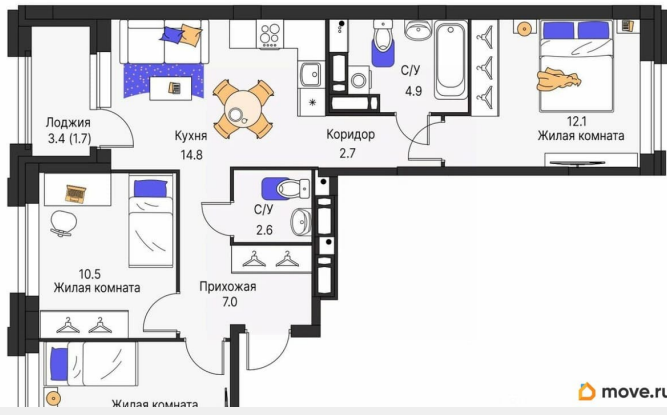 Лоджия
3.4 (1.7)
Кухня
14.8
С/У
4.9
Коридор
2.7
12.1
Жилая комната
С/У
2.6
10.5
Жилая комната
Прихожая
7.0
Жилая комната
move.ru